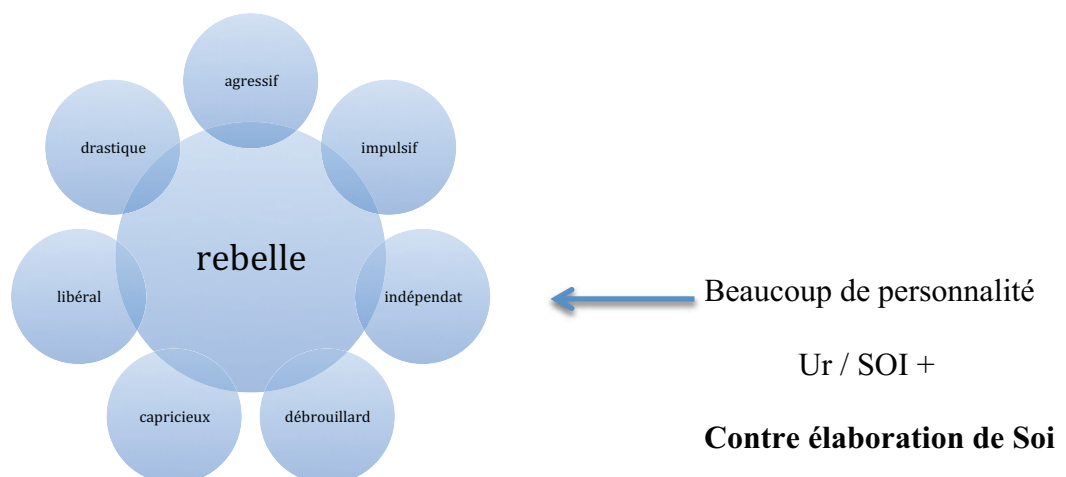 agressif
drastique
impulsif
rebelle
libéral
indépendat
capricieux
débrouillard
Beaucoup de personnalité
Ur / SOI +
Contre élaboration de Soi